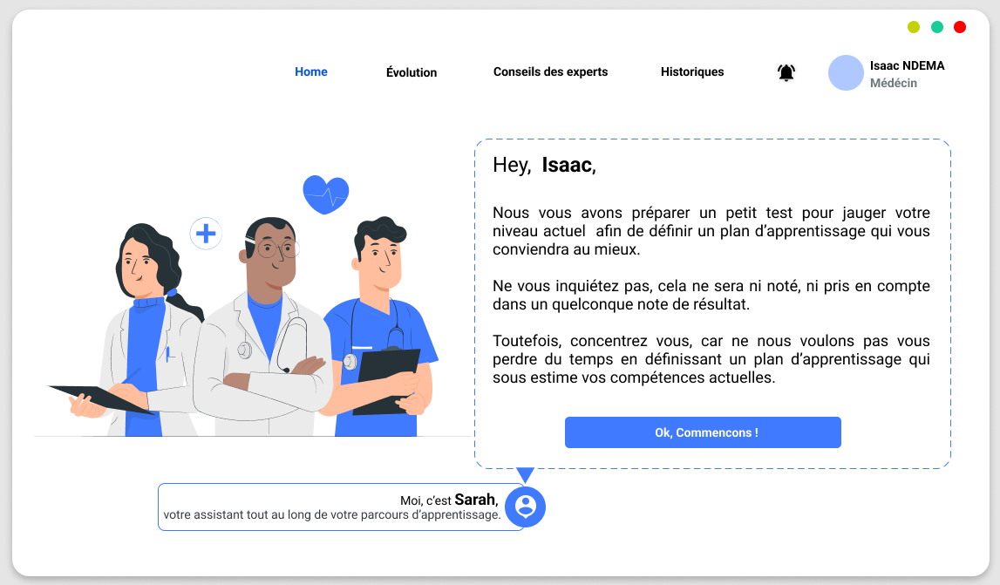 Home
Évolution
Conseils des experts
Historiques
Isaac NDEMA
Médécin
Hey, Isaac,
Nous vous avons préparer un petit test pour jauger votre
niveau actuel afin de définir un plan d’apprentissage qui vous
conviendra au mieux.
Ne vous inquiétez pas, cela ne sera ni noté, ni pris en compte
dans un quelconque note de résultat.
Toutefois, concentrez vous, car ne nous voulons pas vous
perdre du temps en définissant un plan d’apprentissage qui
sous estime vos compétences actuelles.
Ok, Commencons !
Moi, c’est Sarah,
votre assistant tout au long de votre parcours d’apprentissage.